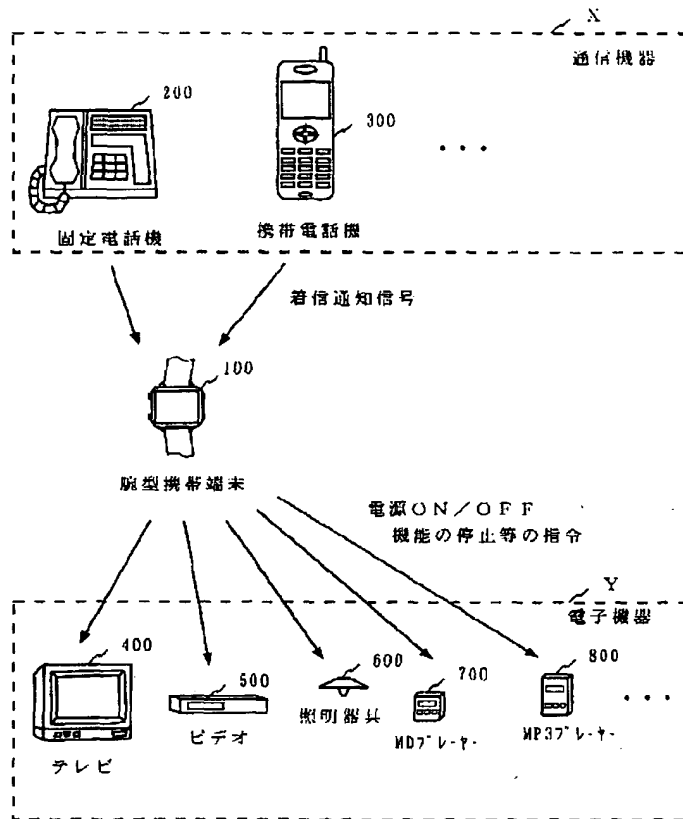 X
通信機器
200
300
・・・
固定電話機
携帯電話機
着信通知信号
100
腕型携帯端末
電源ON/OFF
機能の停止等の指令
Y
電子機器
400
500
600
700
800
・・・
テレビ
ビデオ
照明器具
MDプレーヤー
MP3プレーヤー